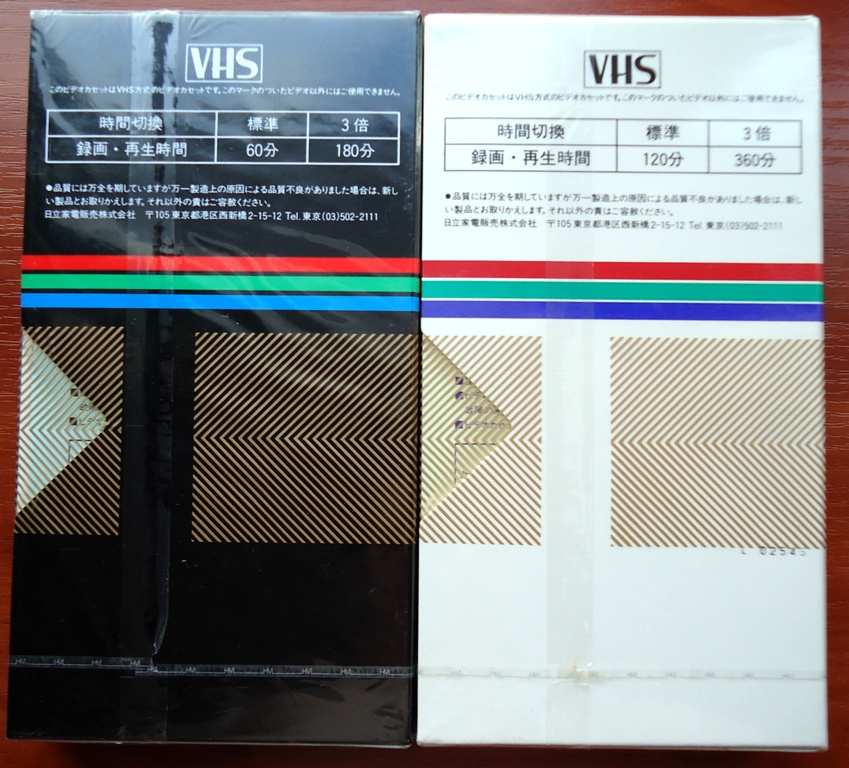 VHS
このビデオカセットはVHS方式のビデオカセットです。このマークのついたビデオ以外にはご使用できません。
時間切換 標準 3倍
録画・再生時間 60分 180分
●品質には万全を期していますが万一製造上の原因による品質不良がありました場合は、新し
い製品とお取りかえします。それ以外の責はご容赦ください。
日立家電販売株式会社 〒105 東京都港区西新橋2-15-12 Tel. 東京(03)502-2111
VHS
このビデオカセットはVHS方式のビデオカセットです。このマークのついたビデオ以外にはご使用できません。
時間切換 標準 3倍
録画・再生時間 120分 360分
●品質には万全を期していますが万一製造上の原因による品質不良がありました場合は、新し
い製品とお取りかえします。それ以外の責はご容赦ください。
日立家電販売株式会社 〒105 東京都港区西新橋2-15-12 Tel. 東京(03)502-2111
ビデオカセ
L 02545